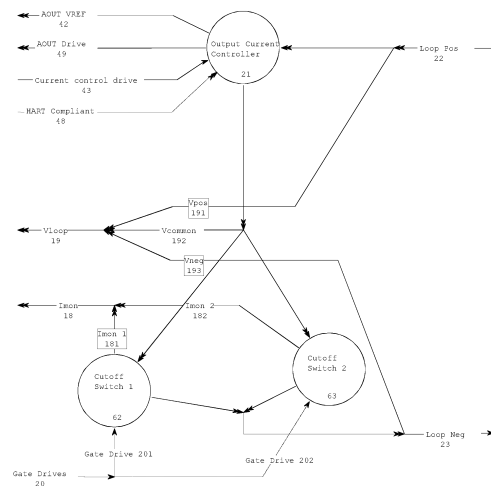 AOUT VREF
42
AOUT Drive
49
Current control drive
43
HART Compliant
48
Output Current
Controller
21
Loop Pos
22
Vpos
191
Vloop
19
Vcommon
192
Vneg
193
Imon
18
Imon 2
182
Imon 1
181
Cutoff
Switch 1
62
Cutoff
Switch 2
63
Loop Neg
23
Gate Drive 201
Gate Drive 202
Gate Drives
20